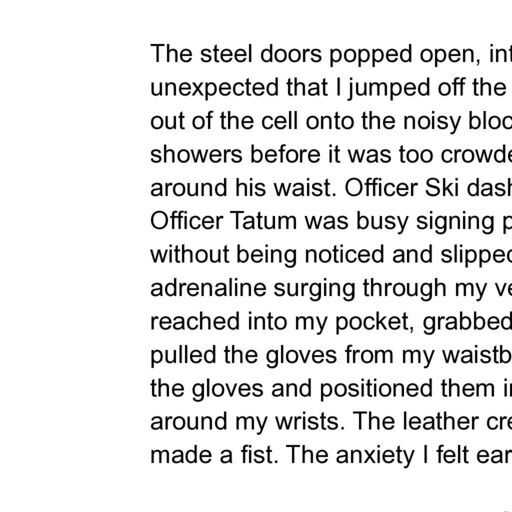 The steel doors popped open, int
unexpected that I jumped off the
out of the cell onto the noisy bloc
showers before it was too crowde
around his waist. Officer Ski dash
Officer Tatum was busy signing p
without being noticed and slipped
adrenaline surging through my ve
reached into my pocket, grabbed
pulled the gloves from my waistb
the gloves and positioned them i
around my wrists. The leather cre
made a fist. The anxiety I felt ear